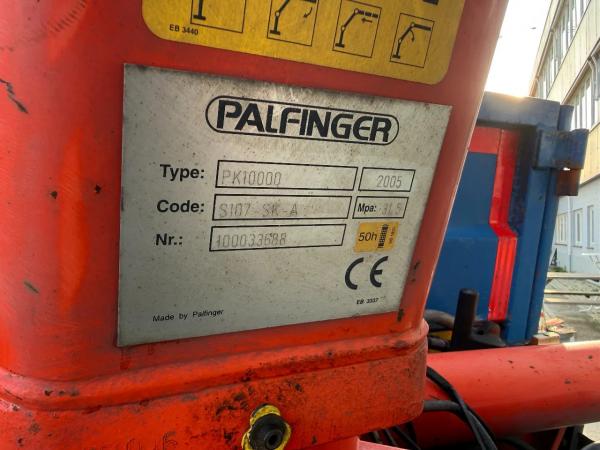 EB 3440
PALFINGER
Type: PK10000 2005
Code: S107-SK-A Mpa: 31,5
Nr.: 100033688 50h
CE
EB 3337
Made by Palfinger